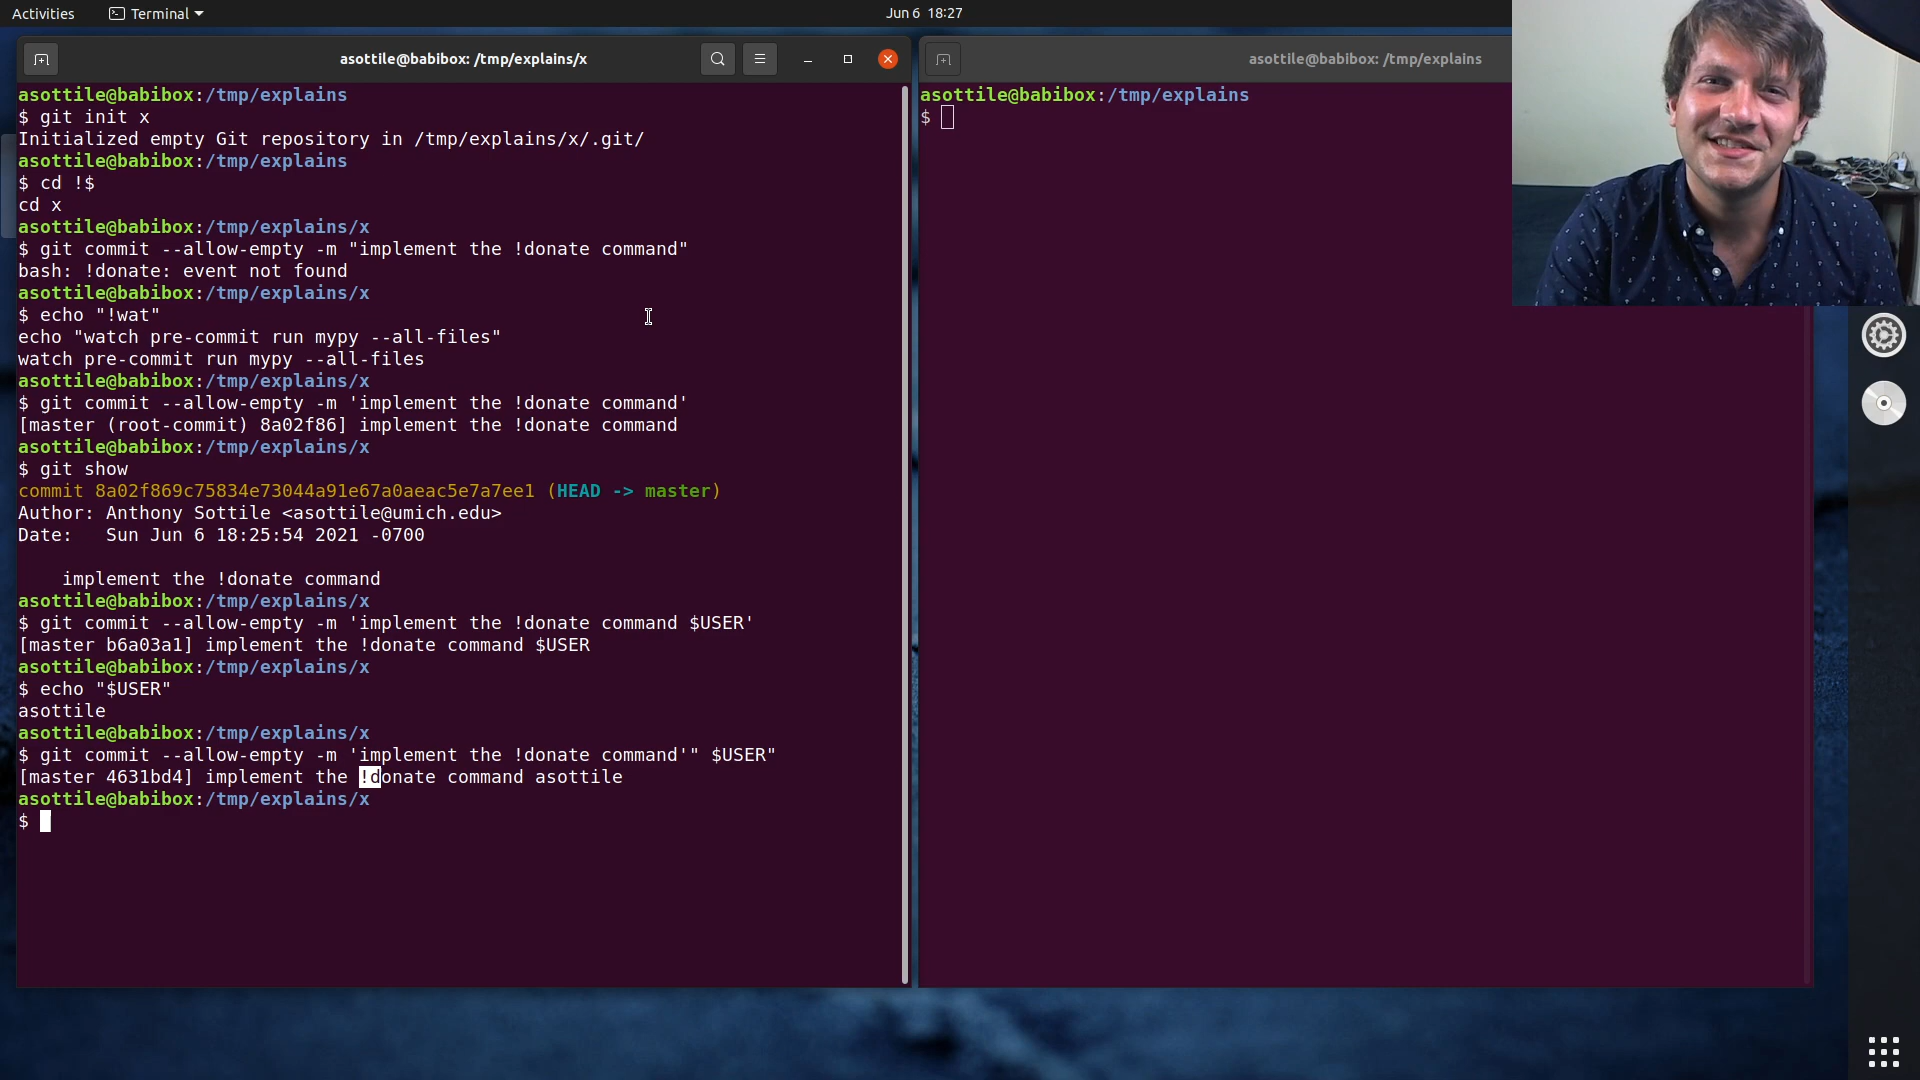 Activities
Terminal
Jun 6 18:27
asottile@babibox: /tmp/explains/x
asottile@babibox:/tmp/explains
$ git init x
Initialized empty Git repository in /tmp/explains/x/.git/
asottile@babibox:/tmp/explains
$ cd !$
cd x
asottile@babibox:/tmp/explains/x
$ git commit --allow-empty -m "implement the !donate command"
bash: !donate: event not found
asottile@babibox:/tmp/explains/x
$ echo "!wat"
echo "watch pre-commit run mypy --all-files"
watch pre-commit run mypy --all-files
asottile@babibox:/tmp/explains/x
$ git commit --allow-empty -m 'implement the !donate command'
[master (root-commit) 8a02f86] implement the !donate command
asottile@babibox:/tmp/explains/x
$ git show
commit 8a02f869c75834e73044a91e67a0aeac5e7a7ee1 (HEAD -> master)
Author: Anthony Sottile <asottile@umich.edu>
Date:   Sun Jun 6 18:25:54 2021 -0700
    implement the !donate command
asottile@babibox:/tmp/explains/x
$ git commit --allow-empty -m 'implement the !donate command $USER'
[master b6a03a1] implement the !donate command $USER
asottile@babibox:/tmp/explains/x
$ echo "$USER"
asottile
asottile@babibox:/tmp/explains/x
$ git commit --allow-empty -m 'implement the !donate command'" $USER"
[master 4631bd4] implement the !donate command asottile
asottile@babibox:/tmp/explains/x
$
asottile@babibox: /tmp/explains
asottile@babibox:/tmp/explains
$